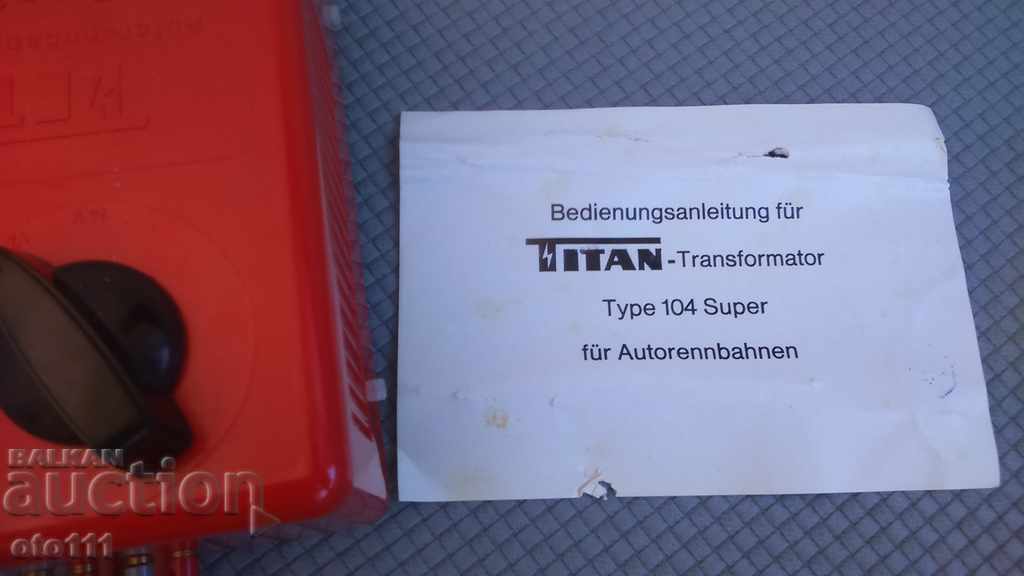 Bedienungsanleitung für
TITAN-Transformator
Type 104 Super
für Autorennbahnen
BALKAN
auction
oto111